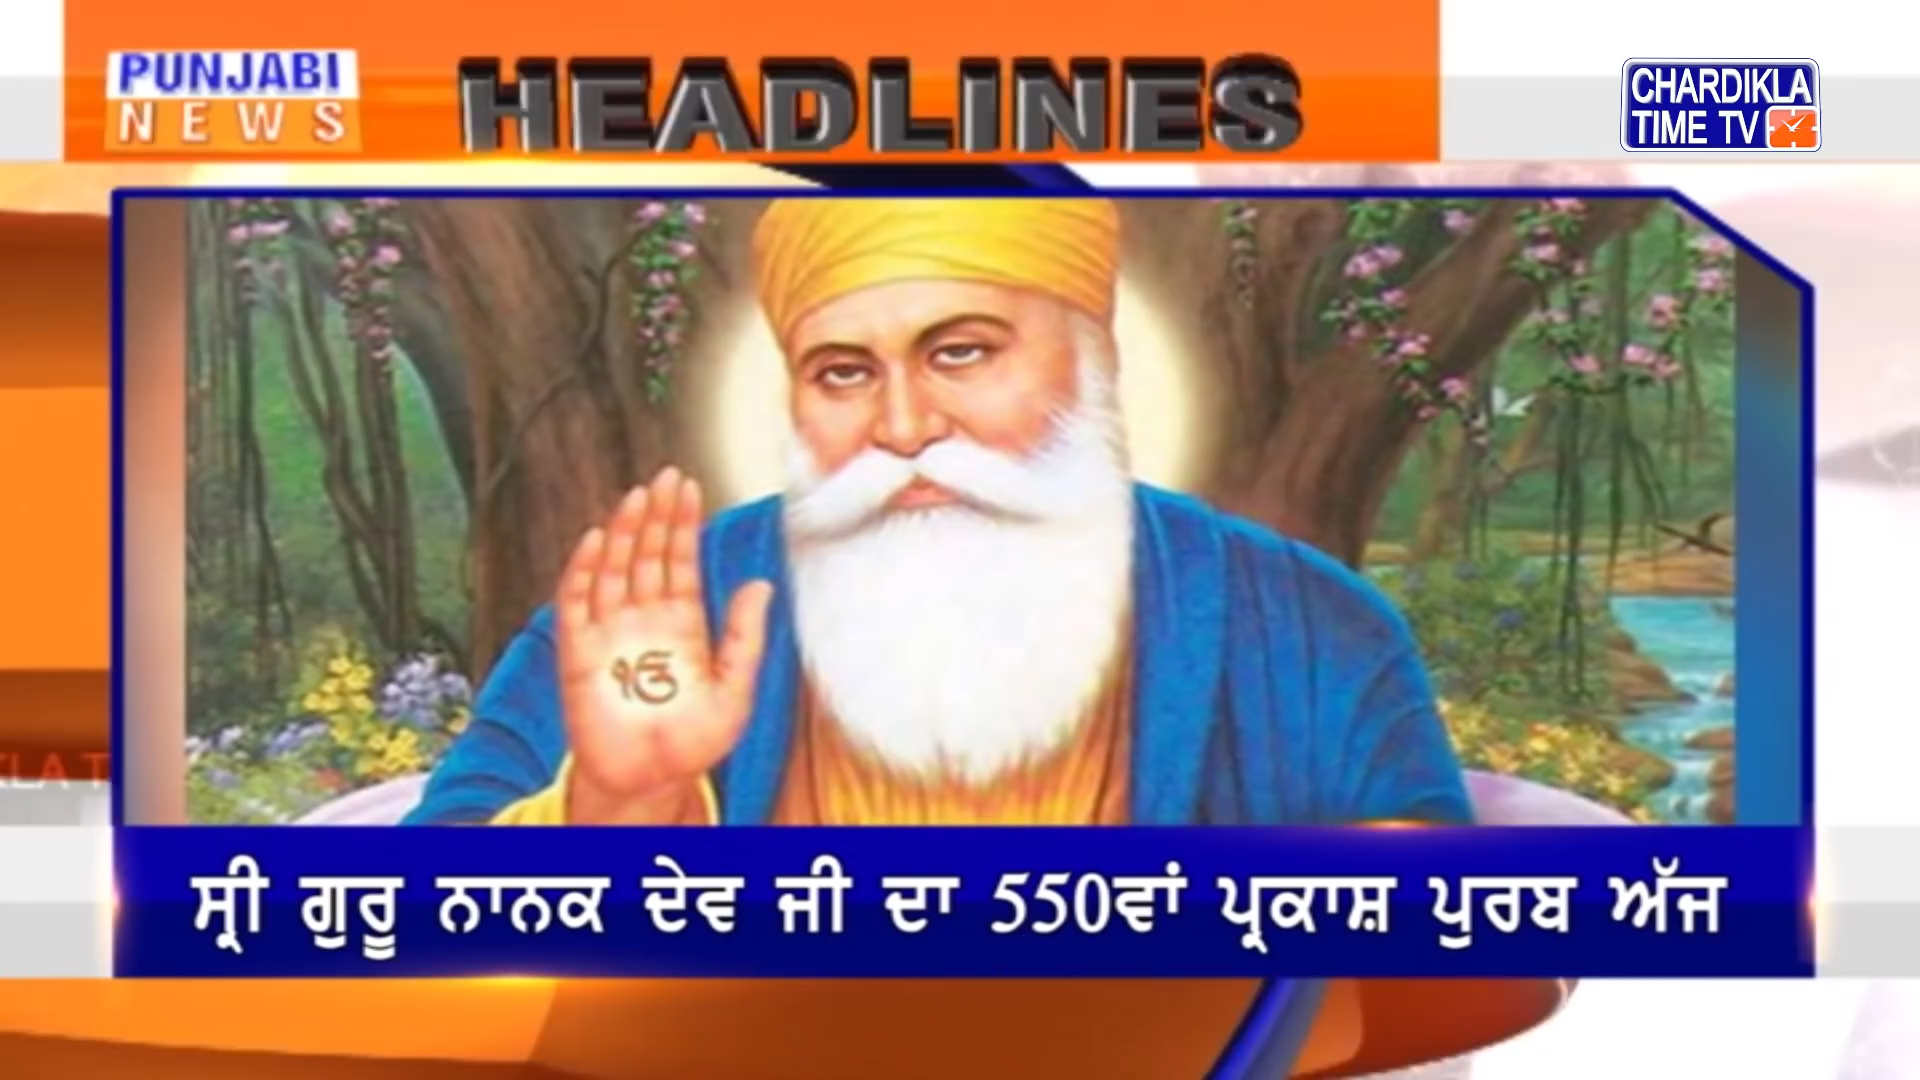 PUNJABI
NEWS
HEADLINES
CHARDIKLA
TIME TV
ੴ
ਸ੍ਰੀ ਗੁਰੂ ਨਾਨਕ ਦੇਵ ਜੀ ਦਾ 550ਵਾਂ ਪ੍ਰਕਾਸ਼ ਪੁਰਬ ਅੱਜ